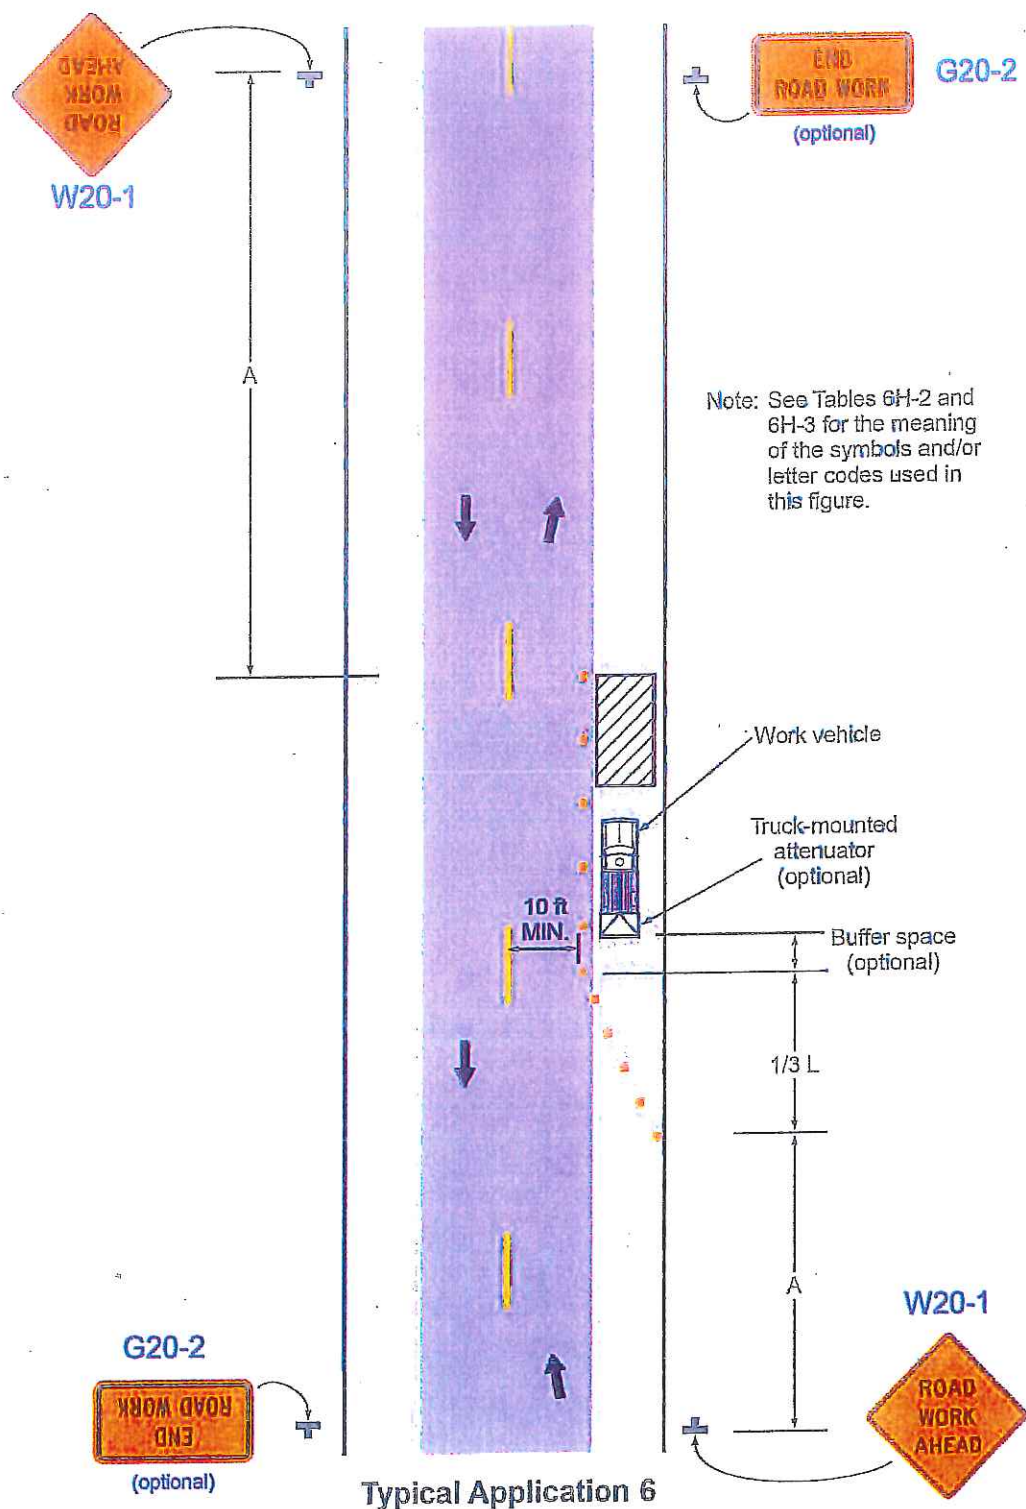 ROAD
WORK
AHEAD
W20-1
END
ROAD WORK
G20-2
(optional)
A
Note: See Tables 6H-2 and
6H-3 for the meaning
of the symbols and/or
letter codes used in
this figure.
Work vehicle
Truck-mounted
attenuator
(optional)
10 ft
MIN.
Buffer space
(optional)
1/3 L
A
W20-1
ROAD
WORK
AHEAD
G20-2
END
ROAD WORK
(optional)
Typical Application 6